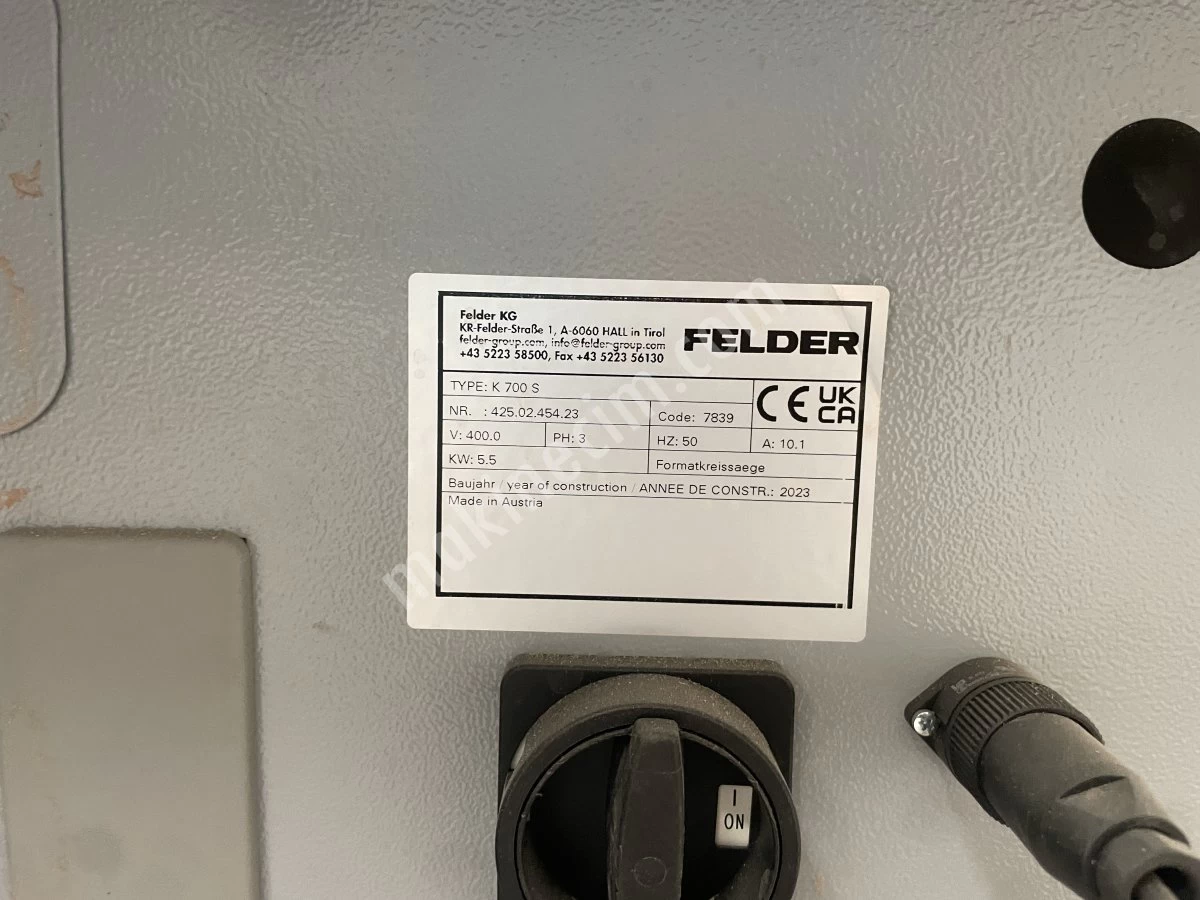 Felder KG
KR-Felder-Straße 1, A-6060 HALL in Tirol
felder-group.com, info@felder-group.com
+43 5223 58500, Fax +43 5223 56130
FELDER
TYPE: K 700 S
CE UK CA
NR. : 425.02.454.23 Code: 7839
V: 400.0 PH: 3 HZ: 50 A: 10.1
KW: 5.5 Formatkreissaege
Baujahr / year of construction / ANNEE DE CONSTR.: 2023
Made in Austria
makinecim.com
I
ON